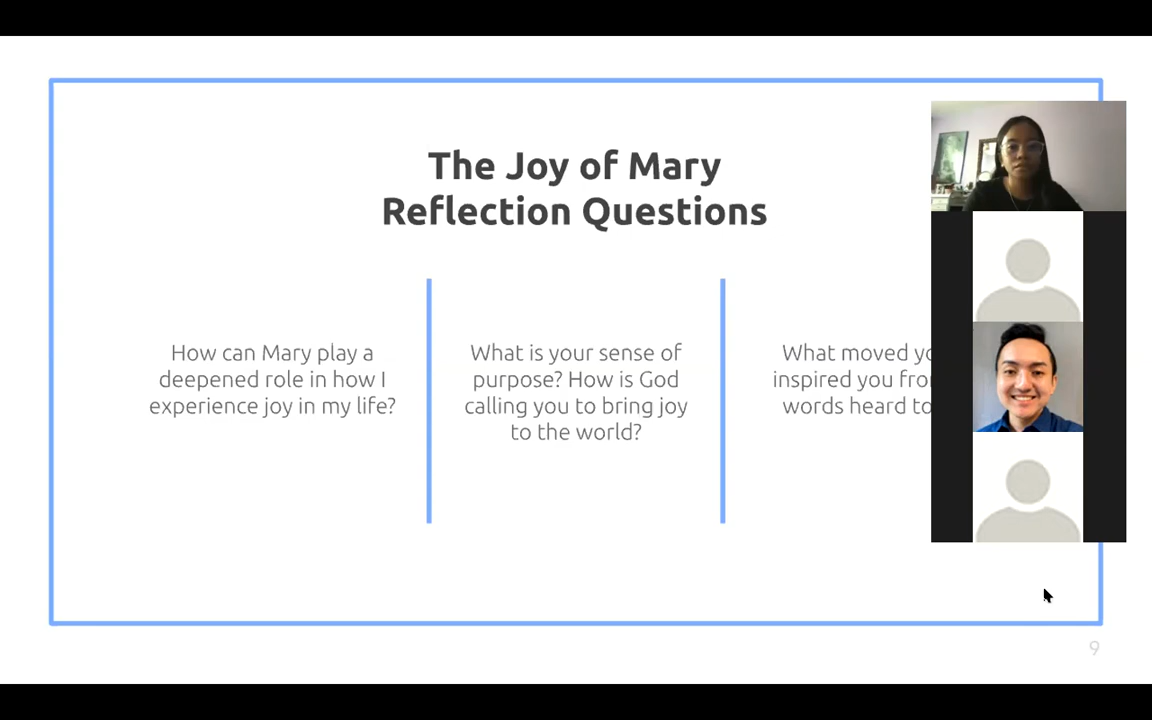 The Joy of Mary
Reflection Questions
How can Mary play a
deepened role in how I
experience joy in my life?
What is your sense of
purpose? How is God
calling you to bring joy
to the world?
What moved
inspired you
words heard
9